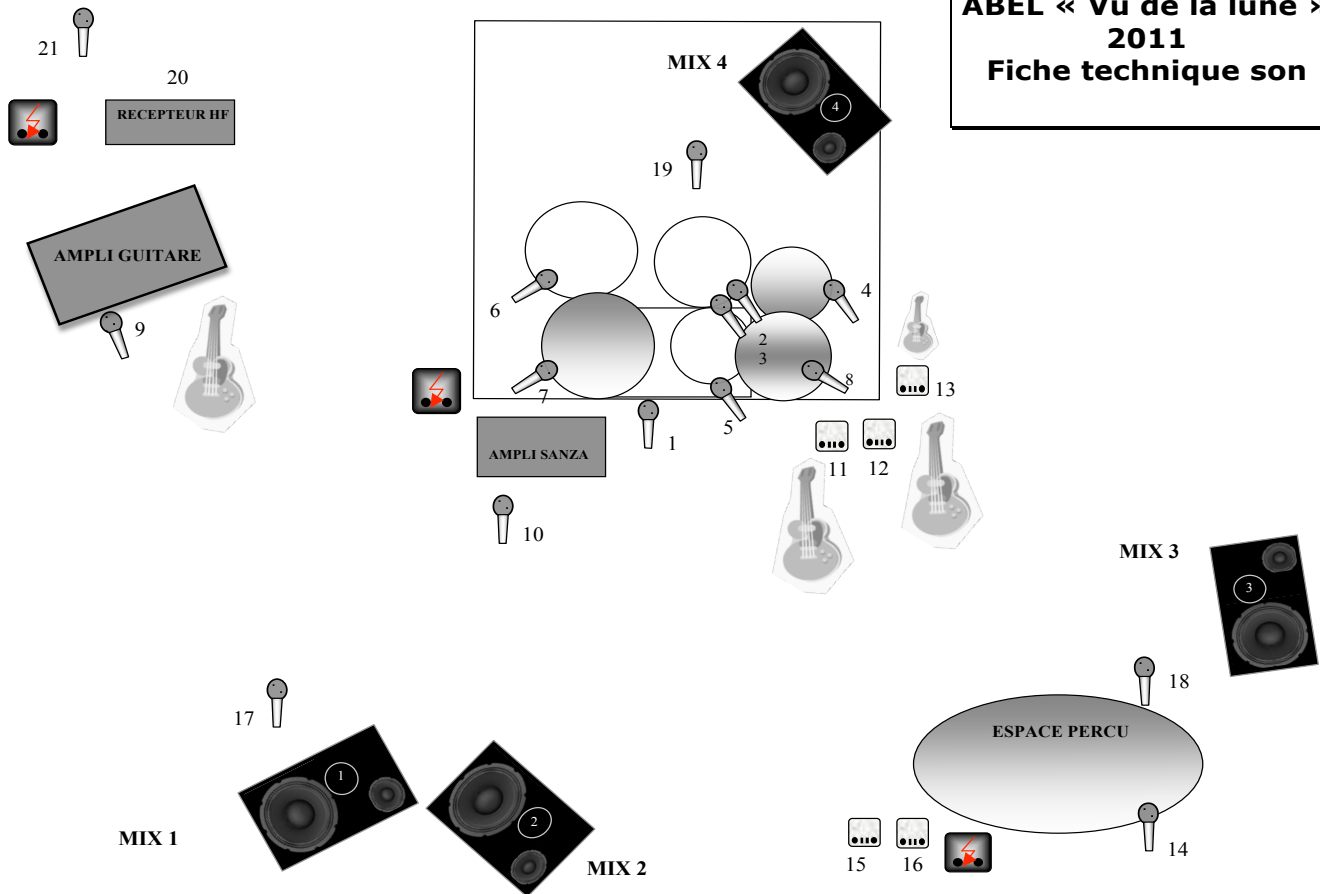 ABEL « Vu de la lune »
2011
Fiche technique son
21
20
RECEPTEUR HF
MIX 4
4
19
AMPLI GUITARE
9
6
4
2
3
7
8
5
1
13
AMPLI SANZA
11
12
10
MIX 3
3
17
18
ESPACE PERCU
1
2
MIX 1
MIX 2
15
16
14